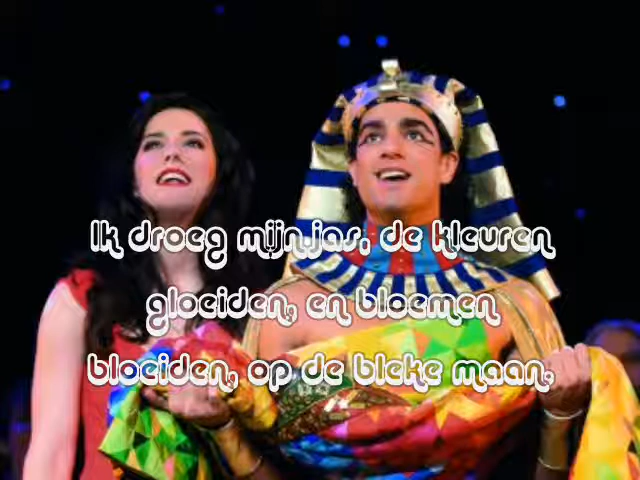 Ik droeg mijn jas, de kleuren
gloeiden, en bloemen
bloeiden, op de bleke maan.